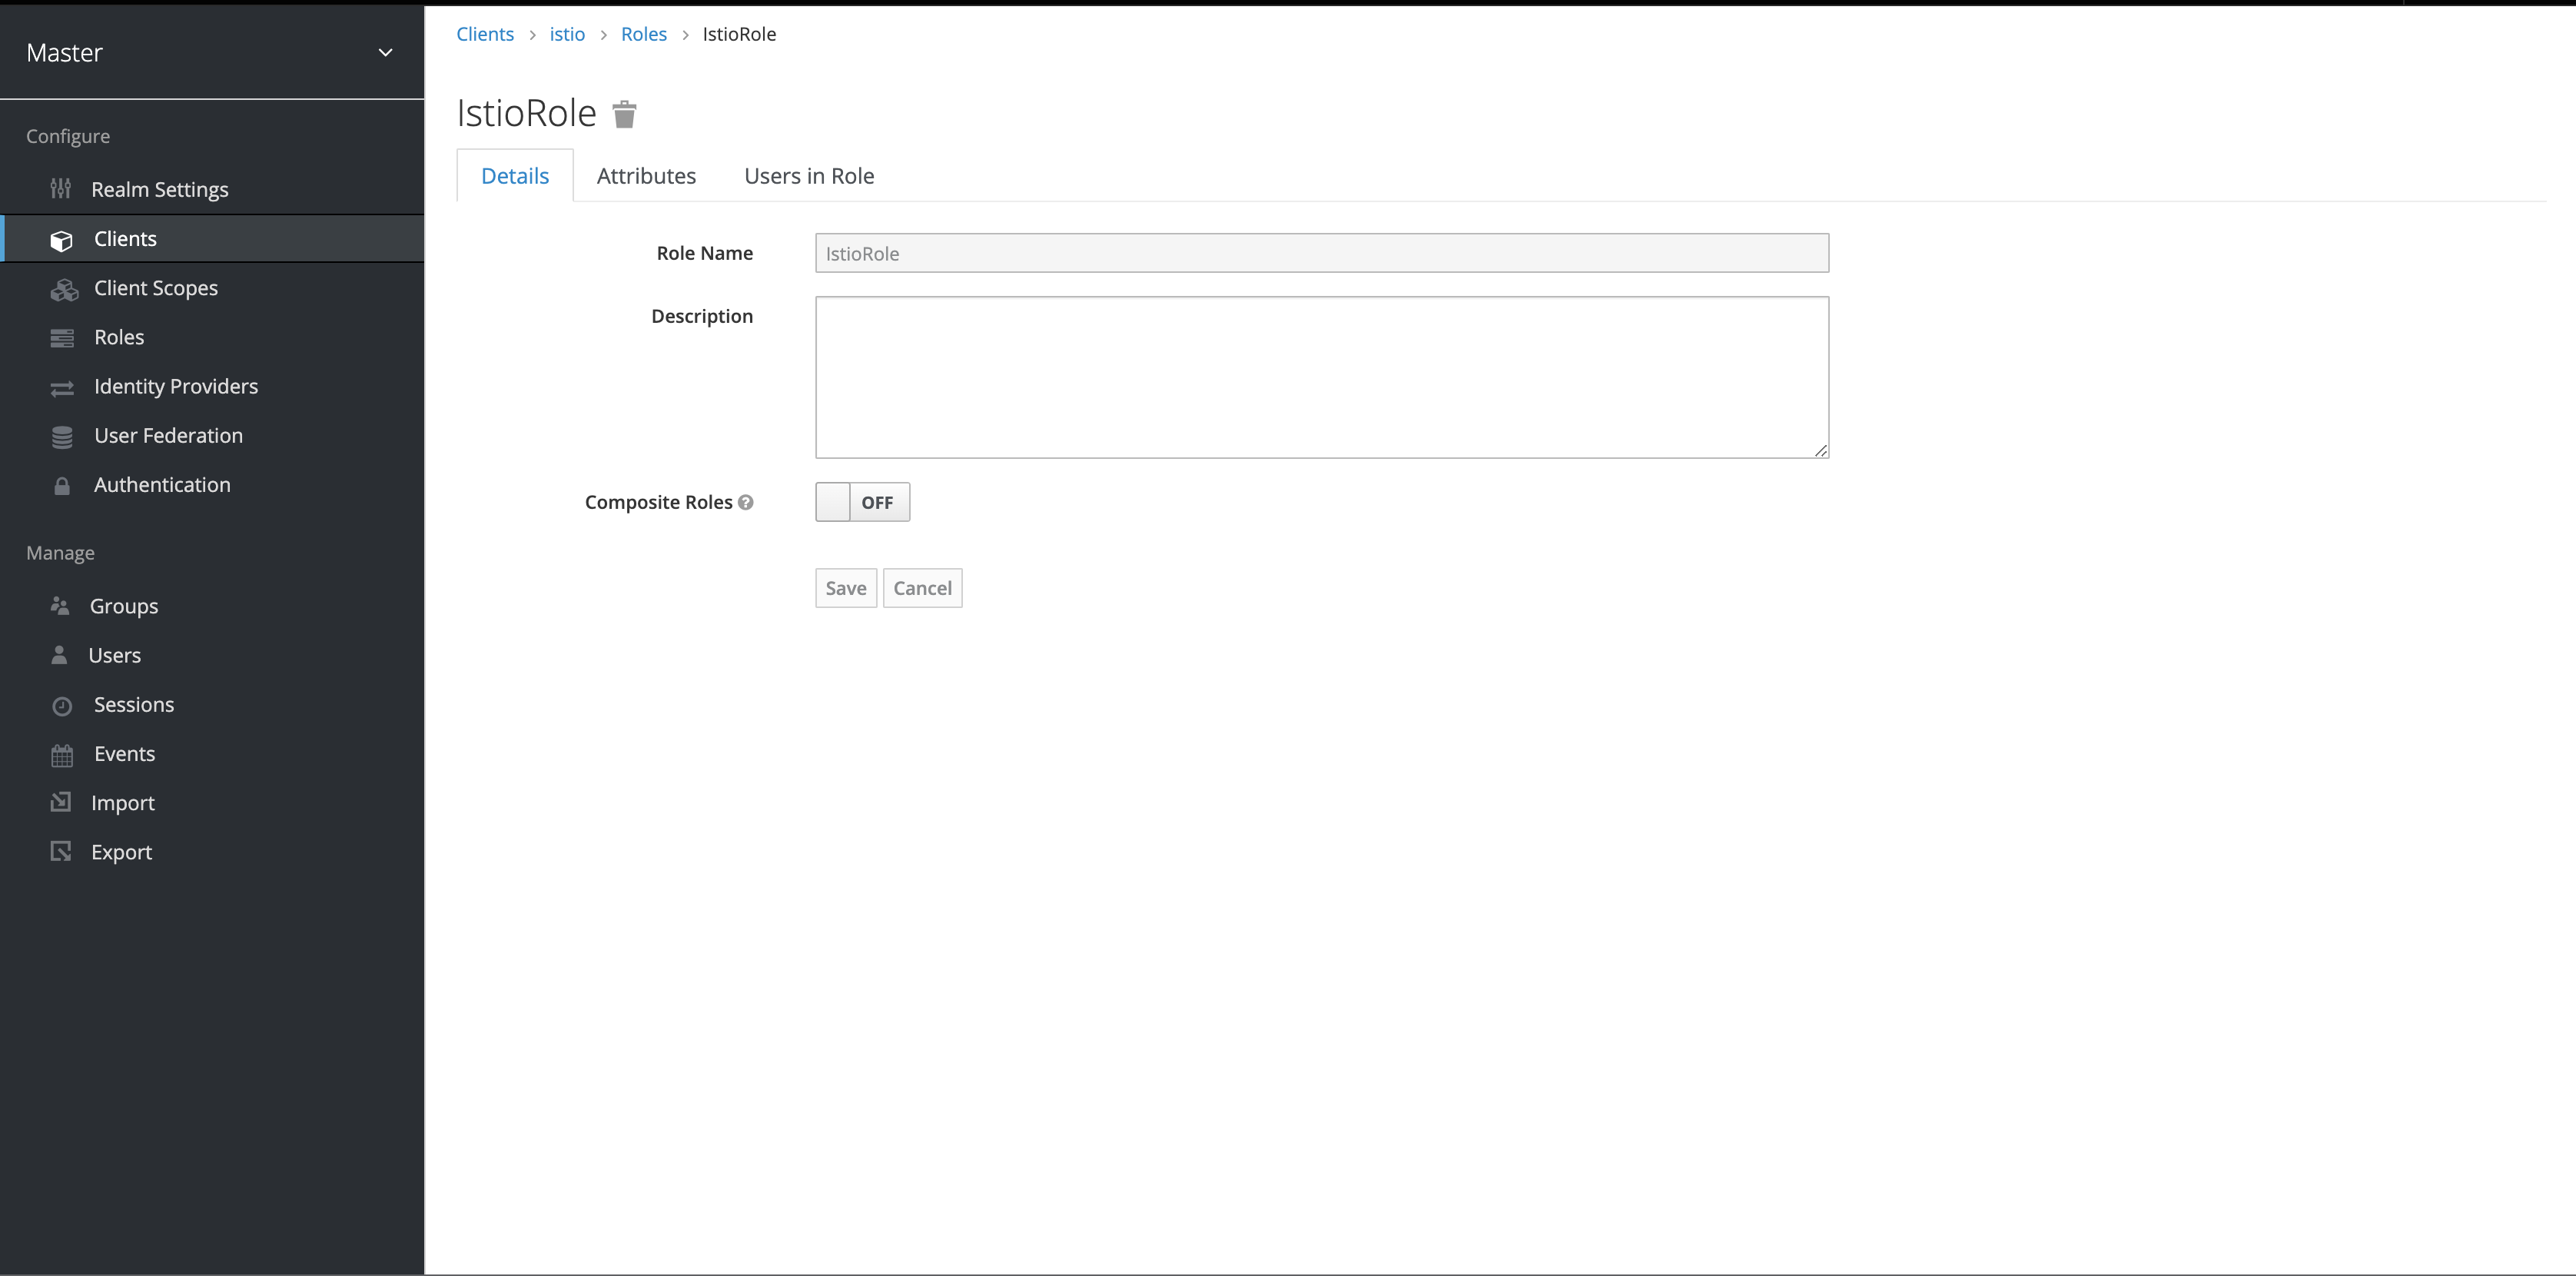 Master
Configure
Realm Settings
Clients
Client Scopes
Roles
Identity Providers
User Federation
Authentication
Manage
Groups
Users
Sessions
Events
Import
Export
Clients > istio > Roles > IstioRole
IstioRole
Details Attributes Users in Role
Role Name IstioRole
Description
Composite Roles ? OFF
Save Cancel